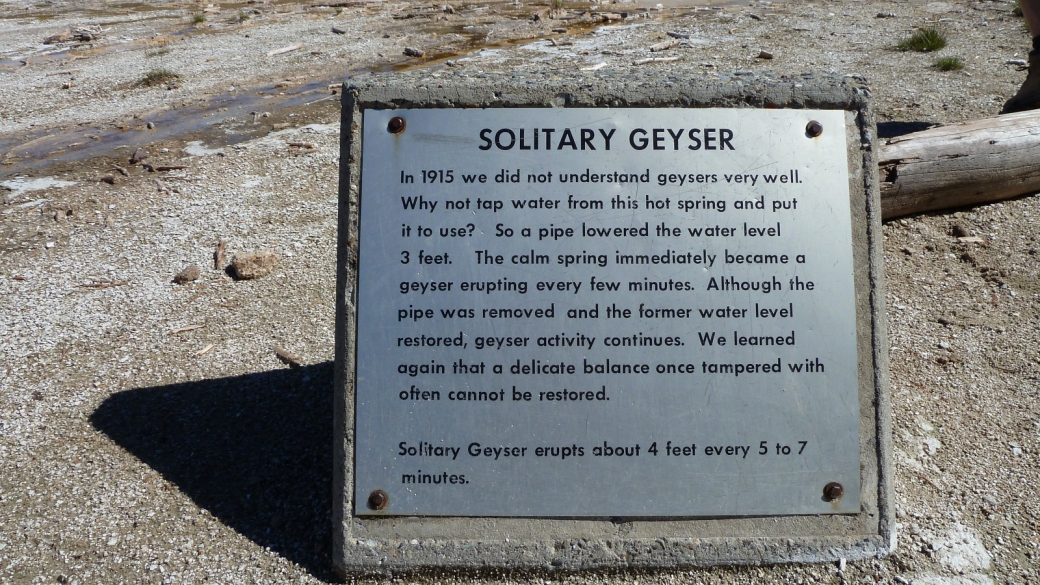 SOLITARY GEYSER
In 1915 we did not understand geysers very well.
Why not tap water from this hot spring and put
it to use? So a pipe lowered the water level
3 feet. The calm spring immediately became a
geyser erupting every few minutes. Although the
pipe was removed and the former water level
restored, geyser activity continues. We learned
again that a delicate balance once tampered with
often cannot be restored.
Solitary Geyser erupts about 4 feet every 5 to 7
minutes.